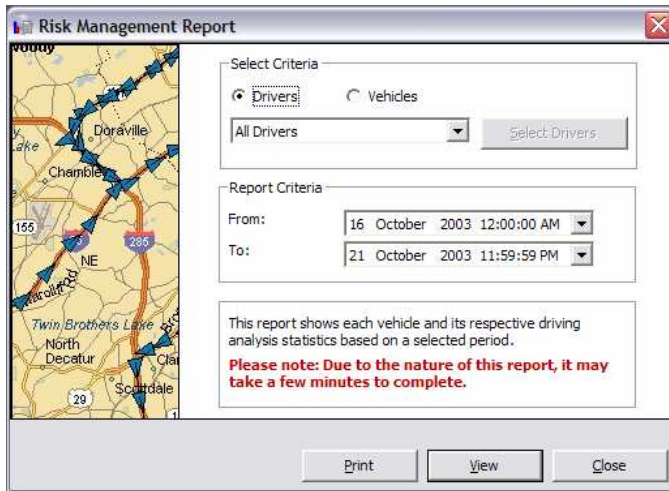 Risk Management Report
Select Criteria
Drivers
Vehicles
All Drivers
Select Drivers
Report Criteria
From:
16 October 2003 12:00:00 AM
To:
21 October 2003 11:59:59 PM
This report shows each vehicle and its respective driving
analysis statistics based on a selected period.
Please note: Due to the nature of this report, it may
take a few minutes to complete.
Print
View
Close
Doraville
Lake
155
285
NE
Twin Brothers Lake
North
Decatur
Scottdale
29